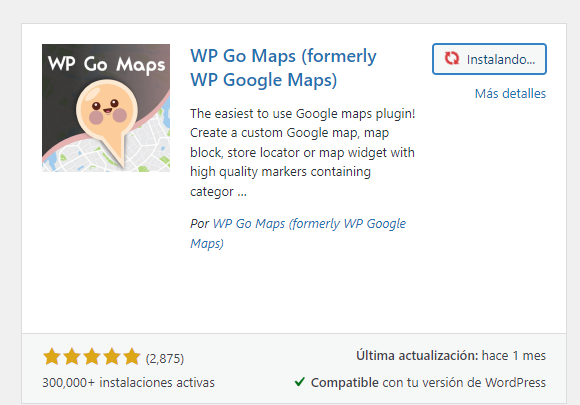 WP Go Maps
WP Go Maps (formerly
WP Google Maps)
Instalando...
Más detalles
The easiest to use Google maps plugin!
Create a custom Google map, map
block, store locator or map widget with
high quality markers containing
categor ...
Por WP Go Maps (formerly WP Google
Maps)
(2,875)
300,000+ instalaciones activas
Última actualización: hace 1 mes
Compatible con tu versión de WordPress